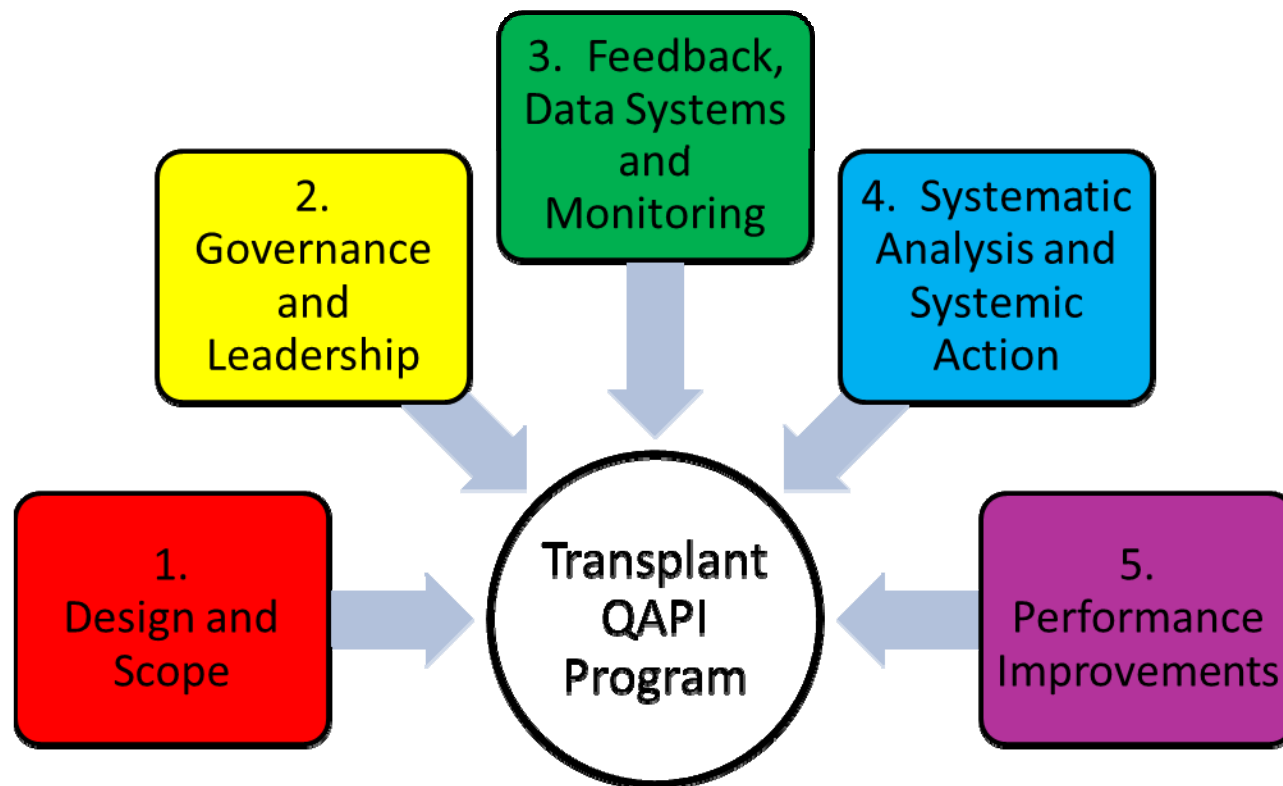 1.
Design and
Scope
2.
Governance
and
Leadership
3. Feedback,
Data Systems
and
Monitoring
4. Systematic
Analysis and
Systemic
Action
5.
Performance
Improvements
Transplant
QAPI
Program